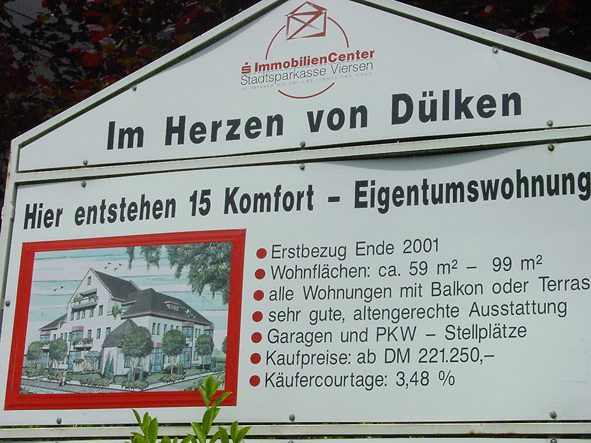 ImmobilienCenter
Stadtsparkasse Viersen
Im Herzen von Dülken
Hier entstehen 15 Komfort – Eigentumswohnung
Erstbezug Ende 2001
Wohnflächen: ca. 59 m² – 99 m²
alle Wohnungen mit Balkon oder Terras
sehr gute, altengerechte Ausstattung
Garagen und PKW – Stellplätze
Kaufpreise: ab DM 221.250,–
Käufercourtage: 3,48 %